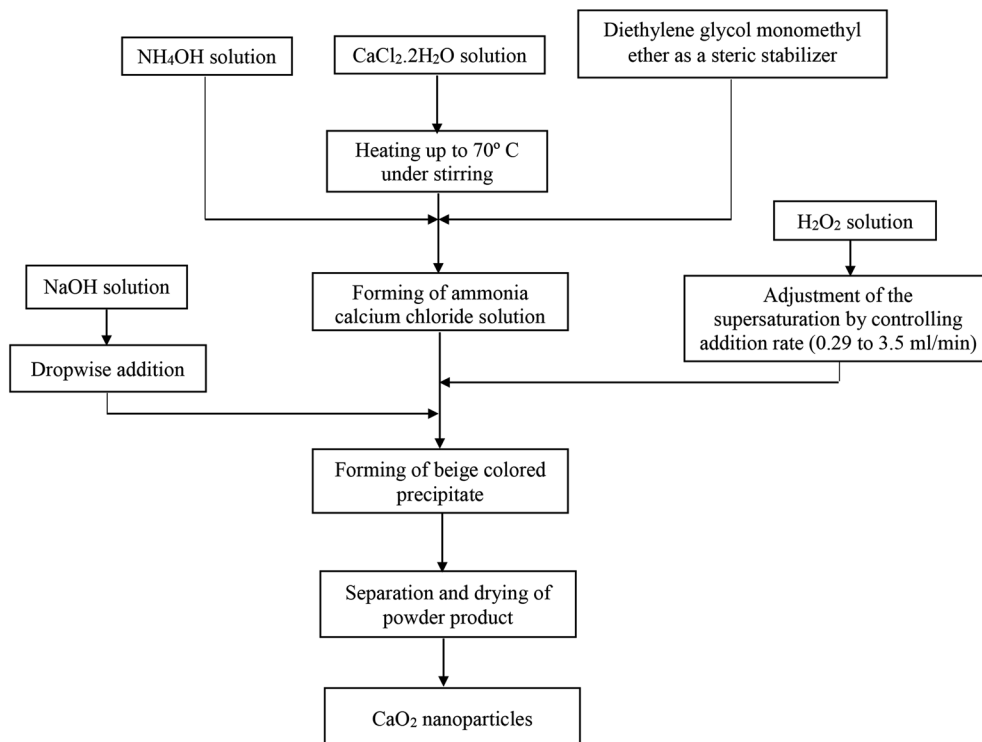 NH₄OH solution
CaCl₂.2H₂O solution
Diethylene glycol monomethyl
ether as a steric stabilizer
Heating up to 70º C
under stirring
H₂O₂ solution
NaOH solution
Forming of ammonia
calcium chloride solution
Adjustment of the
supersaturation by controlling
addition rate (0.29 to 3.5 ml/min)
Dropwise addition
Forming of beige colored
precipitate
Separation and drying of
powder product
CaO₂ nanoparticles